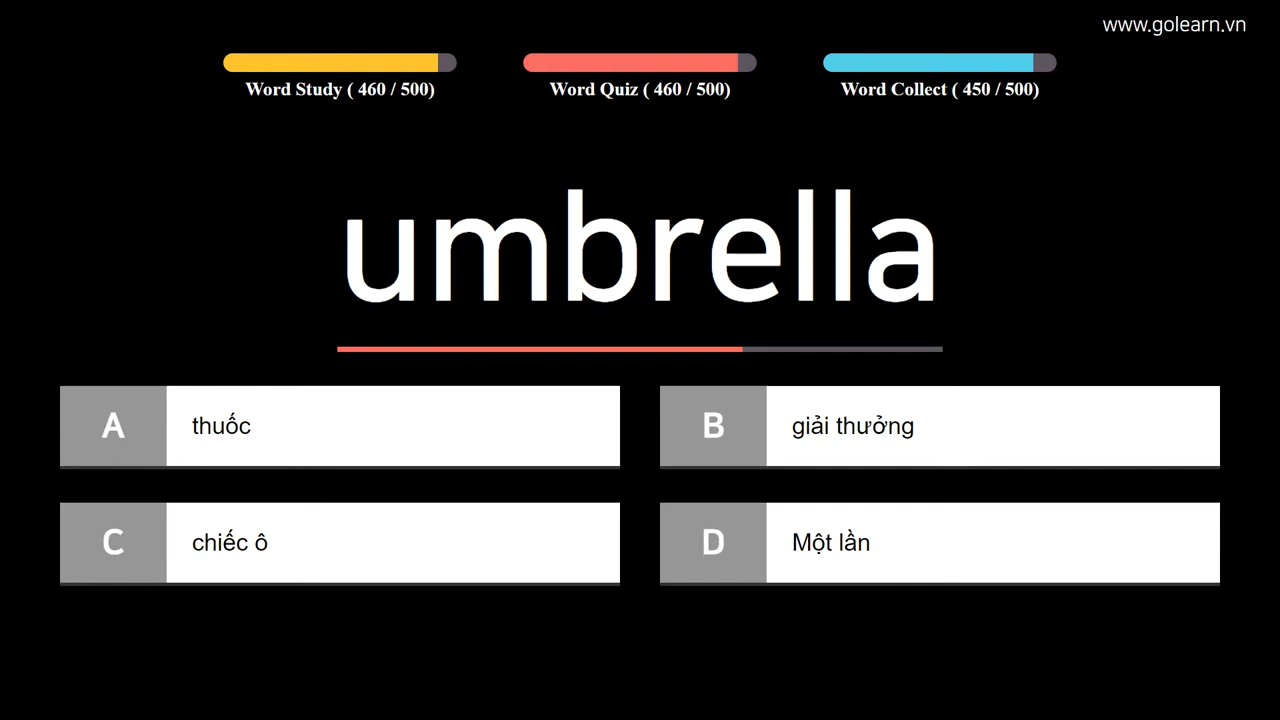 www.golearn.vn
Word Study ( 460 / 500)
Word Quiz ( 460 / 500)
Word Collect ( 450 / 500)
umbrella
A thuốc
B giải thưởng
C chiếc ô
D Một lần